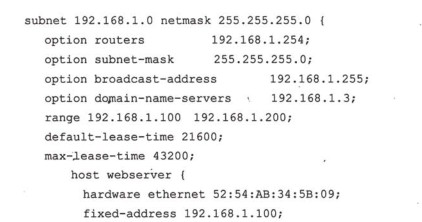 subnet 192.168.1.0 netmask 255.255.255.0 {
option routers 192.168.1.254;
option subnet-mask 255.255.255.0;
option broadcast-address 192.168.1.255;
option domain-name-servers 192.168.1.3;
range 192.168.1.100 192.168.1.200;
default-lease-time 21600;
max-lease-time 43200;
host webserver {
hardware ethernet 52:54:AB:34:5B:09;
fixed-address 192.168.1.100;